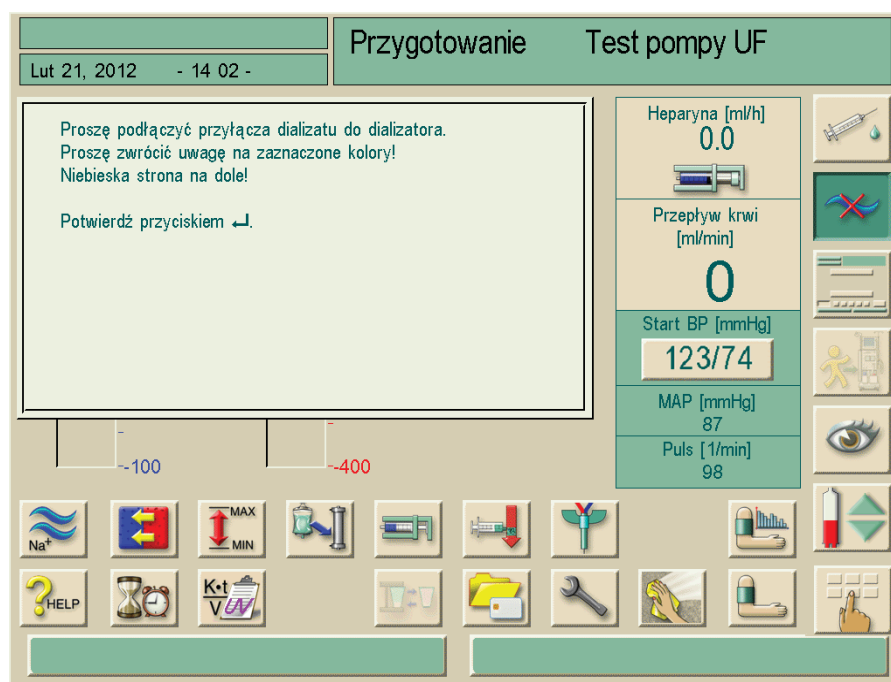 Przygotowanie Test pompy UF
Lut 21, 2012 - 14 02 -
Proszę podłączyć przyłącza dializatu do dializatora.
Proszę zwrócić uwagę na zaznaczone kolory!
Niebieska strona na dole!
Potwierdź przyciskiem ↵.
Heparyna [ml/h]
0.0
Przepływ krwi
[ml/min]
0
Start BP [mmHg]
123/74
MAP [mmHg]
87
Puls [1/min]
98
-100
-400
Na+
MAX
MIN
HELP
K•t
V
UV